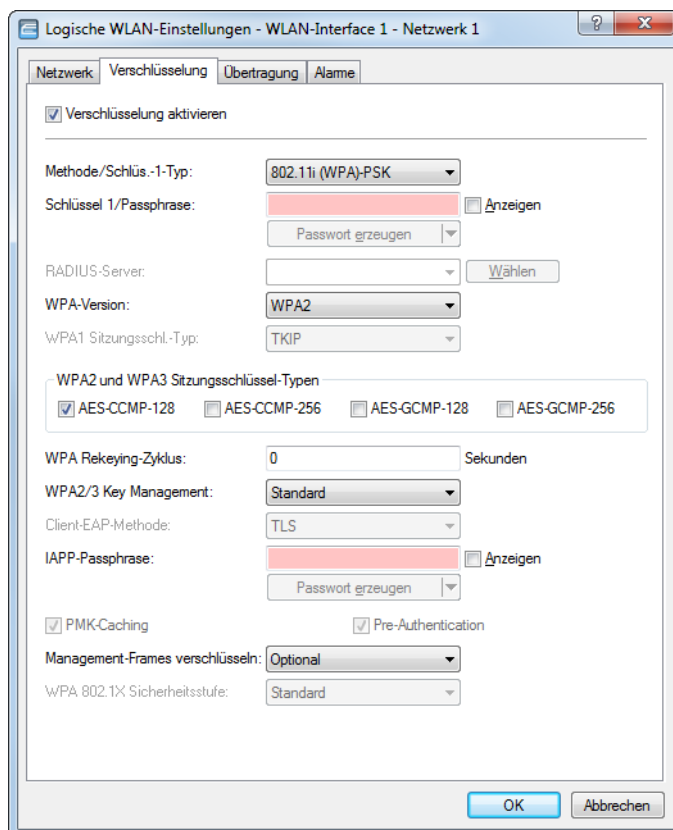 Logische WLAN-Einstellungen - WLAN-Interface 1 - Netzwerk 1
Netzwerk Verschlüsselung Übertragung Alarme
Verschlüsselung aktivieren
Methode/Schlüs.-1-Typ: 802.11i (WPA)-PSK
Schlüssel 1/Passphrase: Anzeigen
Passwort erzeugen
RADIUS-Server: Wählen
WPA-Version: WPA2
WPA1 Sitzungsschl.-Typ: TKIP
WPA2 und WPA3 Sitzungsschlüssel-Typen
AES-CCMP-128 AES-CCMP-256 AES-GCMP-128 AES-GCMP-256
WPA Rekeying-Zyklus: 0 Sekunden
WPA2/3 Key Management: Standard
Client-EAP-Methode: TLS
IAPP-Passphrase: Anzeigen
Passwort erzeugen
PMK-Caching Pre-Authentication
Management-Frames verschlüsseln: Optional
WPA 802.1X Sicherheitsstufe: Standard
OK Abbrechen